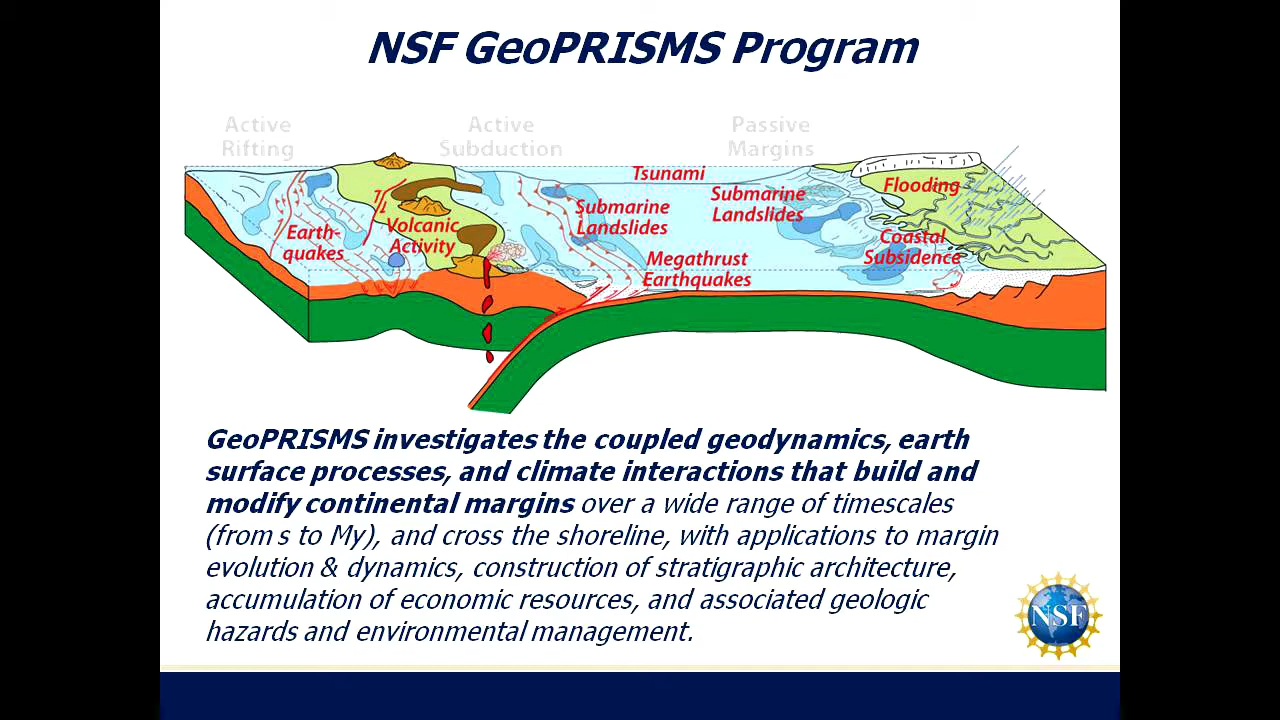 NSF GeoPRISMS Program
Active
Rifting
Active
Subduction
Passive
Margins
Tsunami
Submarine
Landslides
Flooding
Submarine
Landslides
Earth-
quakes
Volcanic
Activity
Coastal
Subsidence
Megathrust
Earthquakes
GeoPRISMS investigates the coupled geodynamics, earth
surface processes, and climate interactions that build and
modify continental margins over a wide range of timescales
(from s to My), and cross the shoreline, with applications to margin
evolution & dynamics, construction of stratigraphic architecture,
accumulation of economic resources, and associated geologic
hazards and environmental management.
NSF